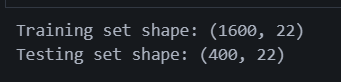 Training set shape: (1600, 22)
Testing set shape: (400, 22)